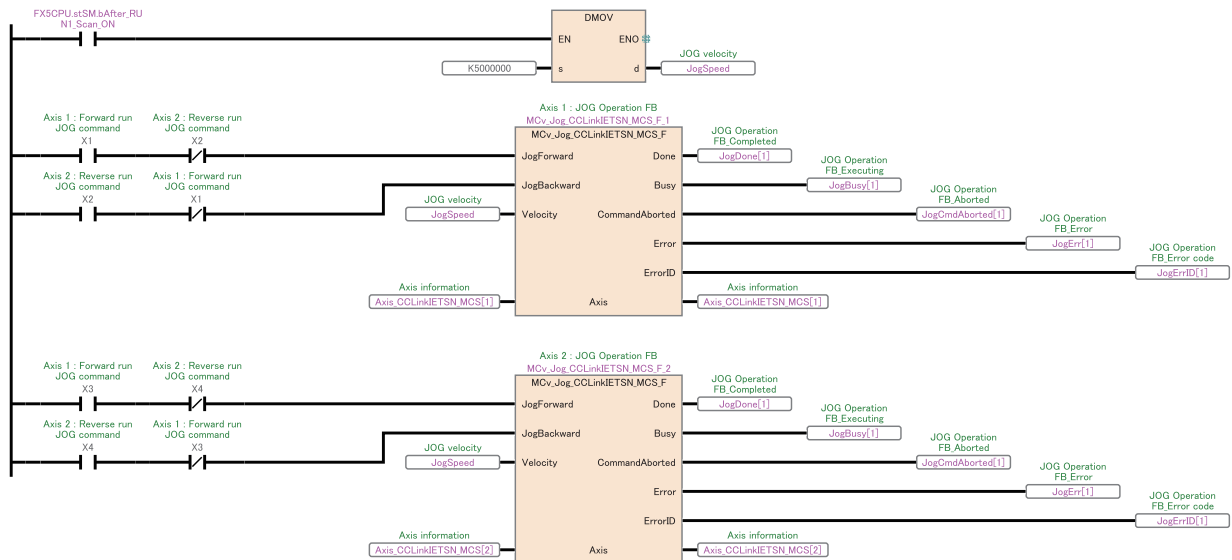 FX5CPU.stSM.bAfter_RU
N1_Scan_ON
DMOV
EN ENO
K5000000 s d
JOG velocity
JogSpeed
Axis 1 : JOG Operation FB
MCv_Jog_CCLinkIETSN_MCS_F_1
MCv_Jog_CCLinkIETSN_MCS_F
Axis 1 : Forward run
JOG command
X1
Axis 2 : Reverse run
JOG command
X2
JogForward Done
JOG Operation
FB_Completed
JogDone[1]
Axis 2 : Reverse run
JOG command
X2
Axis 1 : Forward run
JOG command
X1
JogBackward Busy
JOG Operation
FB_Executing
JogBusy[1]
JOG velocity
JogSpeed
Velocity CommandAborted
JOG Operation
FB_Aborted
JogCmdAborted[1]
Error
JOG Operation
FB_Error
JogErr[1]
ErrorID
JOG Operation
FB_Error code
JogErrID[1]
Axis information
Axis_CCLinkIETSN_MCS[1]
Axis
Axis information
Axis_CCLinkIETSN_MCS[1]
Axis 2 : JOG Operation FB
MCv_Jog_CCLinkIETSN_MCS_F_2
MCv_Jog_CCLinkIETSN_MCS_F
Axis 1 : Forward run
JOG command
X3
Axis 2 : Reverse run
JOG command
X4
JogForward Done
JOG Operation
FB_Completed
JogDone[1]
Axis 2 : Reverse run
JOG command
X4
Axis 1 : Forward run
JOG command
X3
JogBackward Busy
JOG Operation
FB_Executing
JogBusy[1]
JOG velocity
JogSpeed
Velocity CommandAborted
JOG Operation
FB_Aborted
JogCmdAborted[1]
Error
JOG Operation
FB_Error
JogErr[1]
ErrorID
JOG Operation
FB_Error code
JogErrID[1]
Axis information
Axis_CCLinkIETSN_MCS[2]
Axis
Axis information
Axis_CCLinkIETSN_MCS[2]